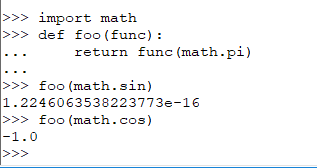 >>> import math
>>> def foo(func):
...     return func(math.pi)
...
>>> foo(math.sin)
1.2246063538223773e-16
>>> foo(math.cos)
-1.0
>>>